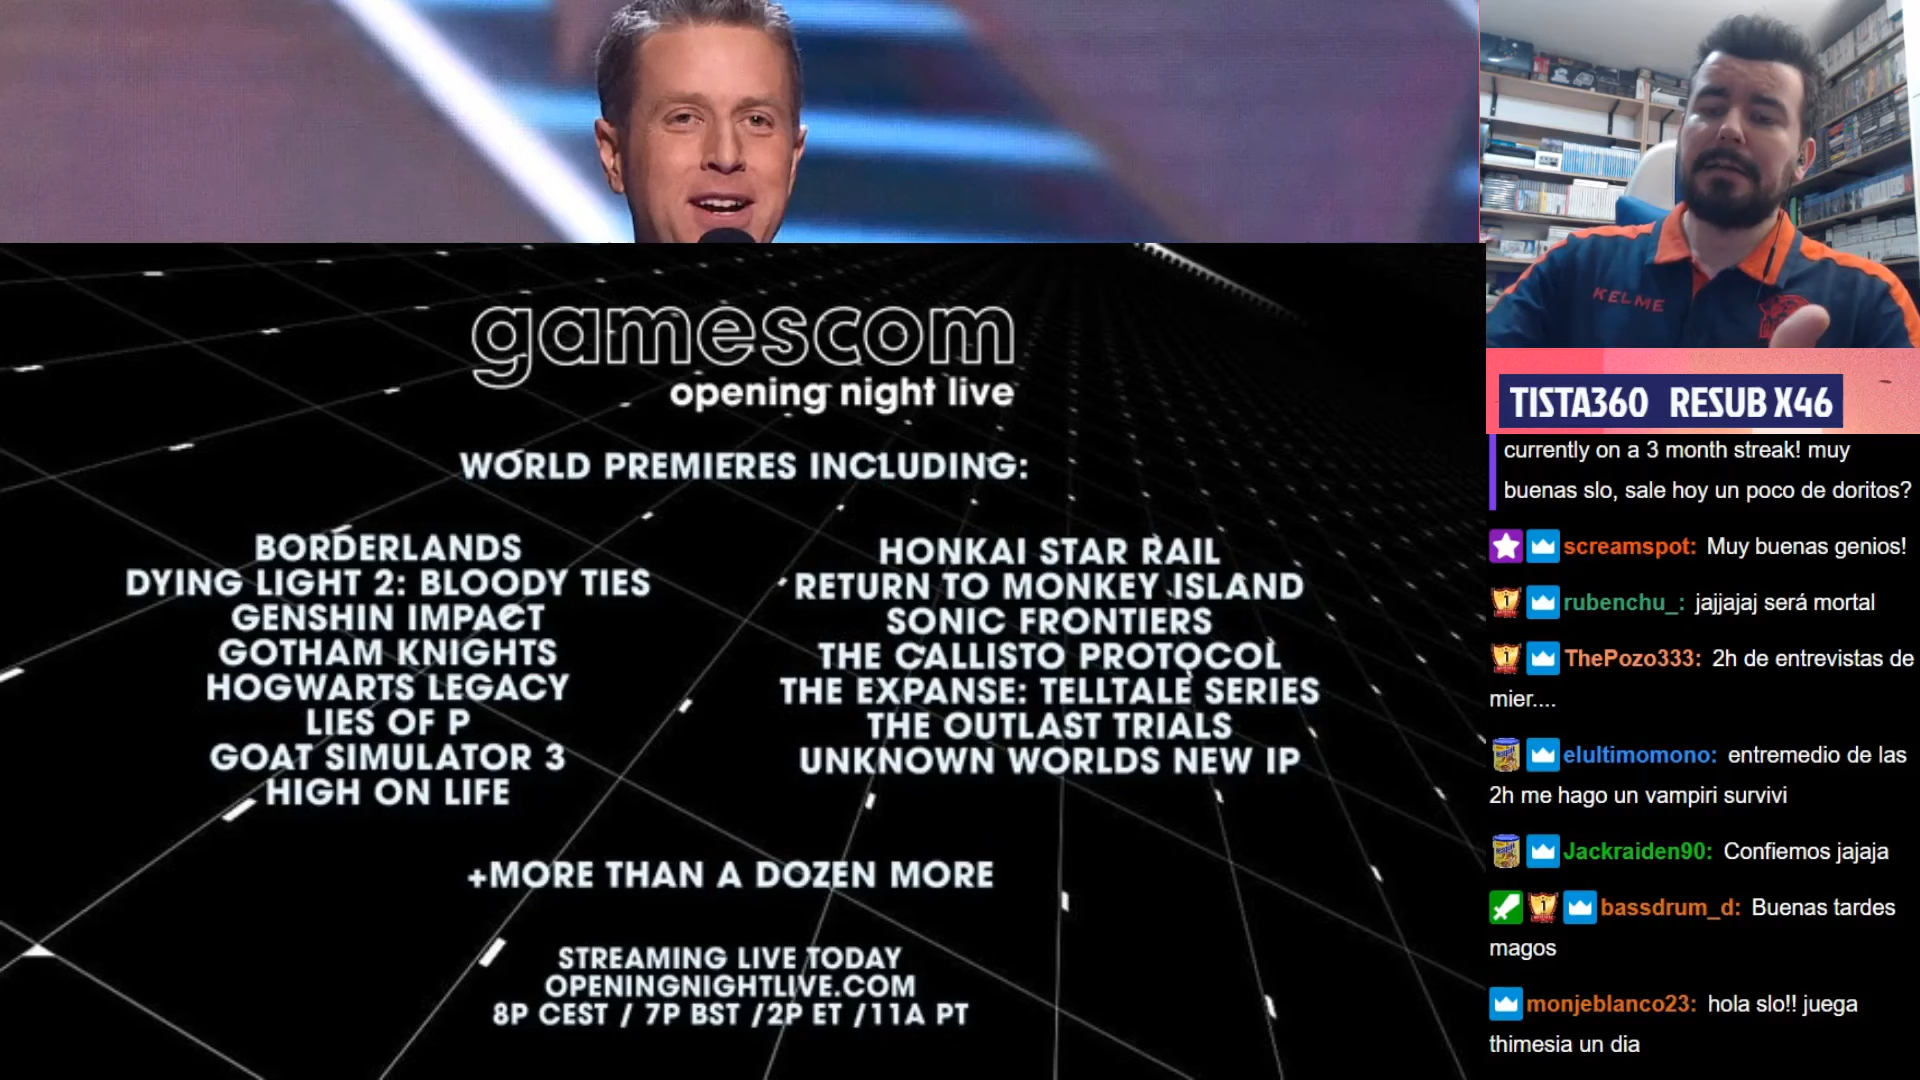 gamescom
opening night live
WORLD PREMIERES INCLUDING:
BORDERLANDS
DYING LIGHT 2: BLOODY TIES
GENSHIN IMPACT
GOTHAM KNIGHTS
HOGWARTS LEGACY
LIES OF P
GOAT SIMULATOR 3
HIGH ON LIFE
HONKAI STAR RAIL
RETURN TO MONKEY ISLAND
SONIC FRONTIERS
THE CALLISTO PROTOCOL
THE EXPANSE: TELLTALE SERIES
THE OUTLAST TRIALS
UNKNOWN WORLDS NEW IP
+MORE THAN A DOZEN MORE
STREAMING LIVE TODAY
OPENINGNIGHTLIVE.COM
8P CEST / 7P BST /2P ET /11A PT
KELME
TISTA360 RESUB X46
currently on a 3 month streak! muy
buenas slo, sale hoy un poco de doritos?
screamspot: Muy buenas genios!
rubenchu_: jajjajaj será mortal
ThePozo333: 2h de entrevistas de
mier....
elultimomono: entremedio de las
2h me hago un vampiri survivi
Jackraiden90: Confiemos jajaja
bassdrum_d: Buenas tardes
magos
monjeblanco23: hola slo!! juega
thimesia un dia